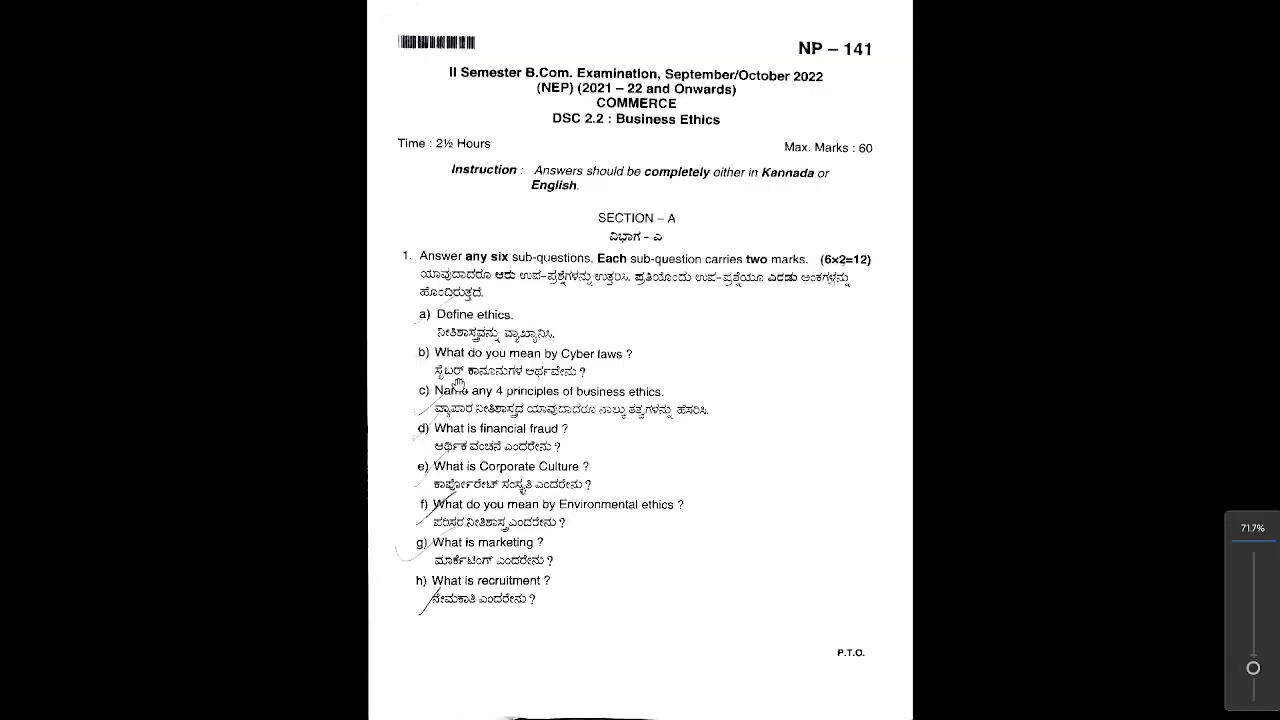 NP – 141
II Semester B.Com. Examination, September/October 2022
(NEP) (2021 – 22 and Onwards)
COMMERCE
DSC 2.2 : Business Ethics
Time : 2½ Hours
Max. Marks : 60
Instruction : Answers should be completely either in Kannada or
English.
SECTION – A
ವಿಭಾಗ – ಎ
1. Answer any six sub-questions. Each sub-question carries two marks. (6×2=12)
ಯಾವುದಾದರೂ ಆರು ಉಪ–ಪ್ರಶ್ನೆಗಳನ್ನು ಉತ್ತರಿಸಿ. ಪ್ರತಿಯೊಂದು ಉಪ–ಪ್ರಶ್ನೆಯೂ ಎರಡು ಅಂಕಗಳನ್ನು
ಹೊಂದಿರುತ್ತದೆ.
a) Define ethics.
ನೀತಿಶಾಸ್ತ್ರವನ್ನು ವ್ಯಾಖ್ಯಾನಿಸಿ.
b) What do you mean by Cyber laws ?
ಸೈಬರ್ ಕಾನೂನುಗಳ ಅರ್ಥವೇನು ?
c) Name any 4 principles of business ethics.
ವ್ಯಾಪಾರ ನೀತಿಶಾಸ್ತ್ರದ ಯಾವುದಾದರೂ ನಾಲ್ಕು ತತ್ವಗಳನ್ನು ಹೆಸರಿಸಿ.
d) What is financial fraud ?
ಆರ್ಥಿಕ ವಂಚನೆ ಎಂದರೇನು ?
e) What is Corporate Culture ?
ಕಾರ್ಪೋರೇಟ್ ಸಂಸ್ಕೃತಿ ಎಂದರೇನು ?
f) What do you mean by Environmental ethics ?
ಪರಿಸರ ನೀತಿಶಾಸ್ತ್ರ ಎಂದರೇನು ?
g) What is marketing ?
ಮಾರ್ಕೆಟಿಂಗ್ ಎಂದರೇನು ?
h) What is recruitment ?
ನೇಮಕಾತಿ ಎಂದರೇನು ?
P.T.O.
71.7%